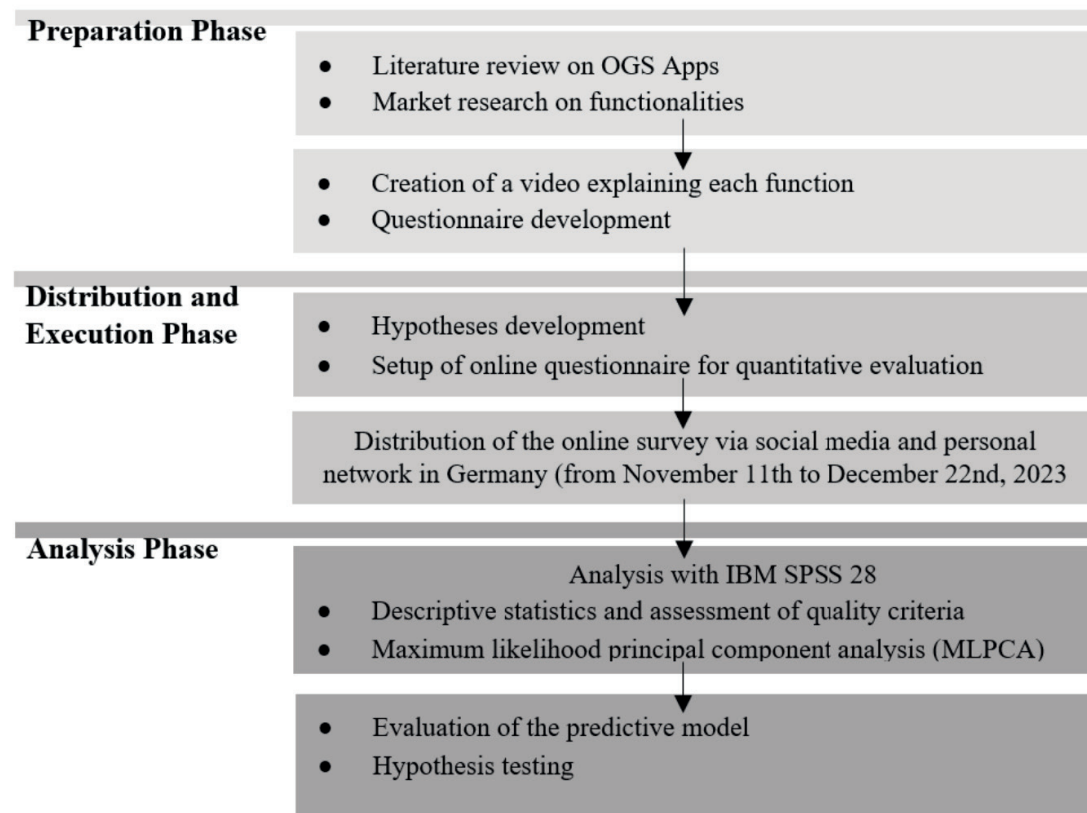 Preparation Phase
● Literature review on OGS Apps
● Market research on functionalities
● Creation of a video explaining each function
● Questionnaire development
Distribution and
Execution Phase
● Hypotheses development
● Setup of online questionnaire for quantitative evaluation
Distribution of the online survey via social media and personal
network in Germany (from November 11th to December 22nd, 2023
Analysis Phase
Analysis with IBM SPSS 28
● Descriptive statistics and assessment of quality criteria
● Maximum likelihood principal component analysis (MLPCA)
● Evaluation of the predictive model
● Hypothesis testing